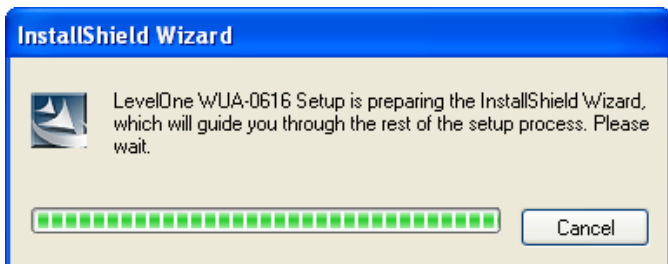 InstallShield Wizard
LevelOne WUA-0616 Setup is preparing the InstallShield Wizard,
which will guide you through the rest of the setup process. Please
wait.
Cancel